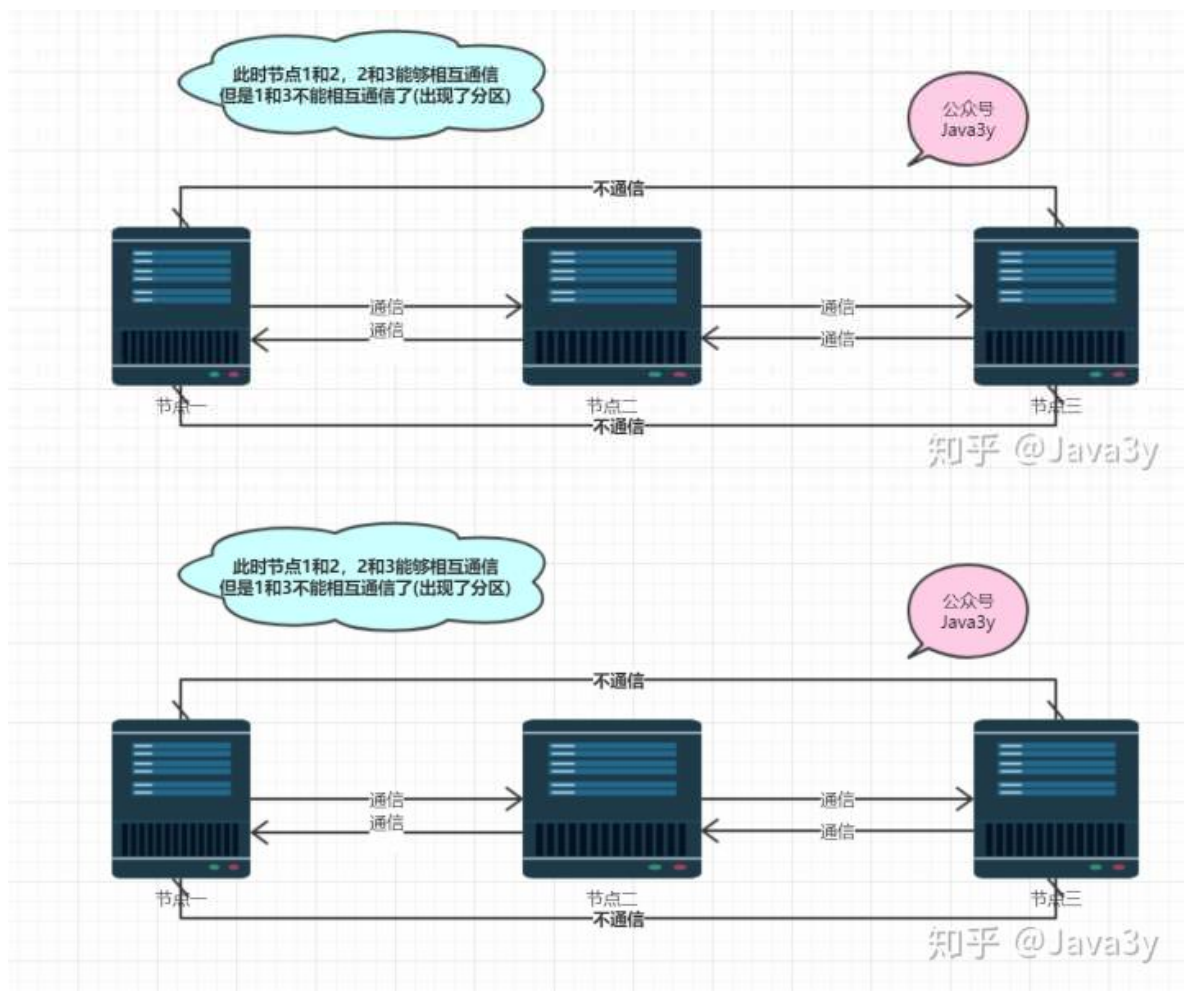 此时节点1和2，2和3能够相互通信
但是1和3不能相互通信了(出现了分区)
公众号
Java3y
不通信
通信
通信
通信
通信
节点一
节点二
节点三
不通信
知乎 @Java3y
此时节点1和2，2和3能够相互通信
但是1和3不能相互通信了(出现了分区)
公众号
Java3y
不通信
通信
通信
通信
通信
节点一
节点二
节点三
不通信
知乎 @Java3y